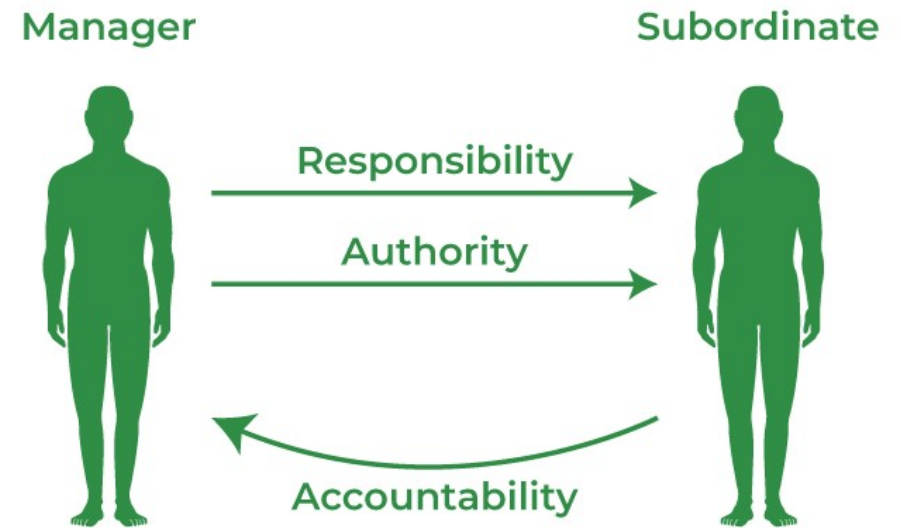 Manager
Subordinate
Responsibility
Authority
Accountability